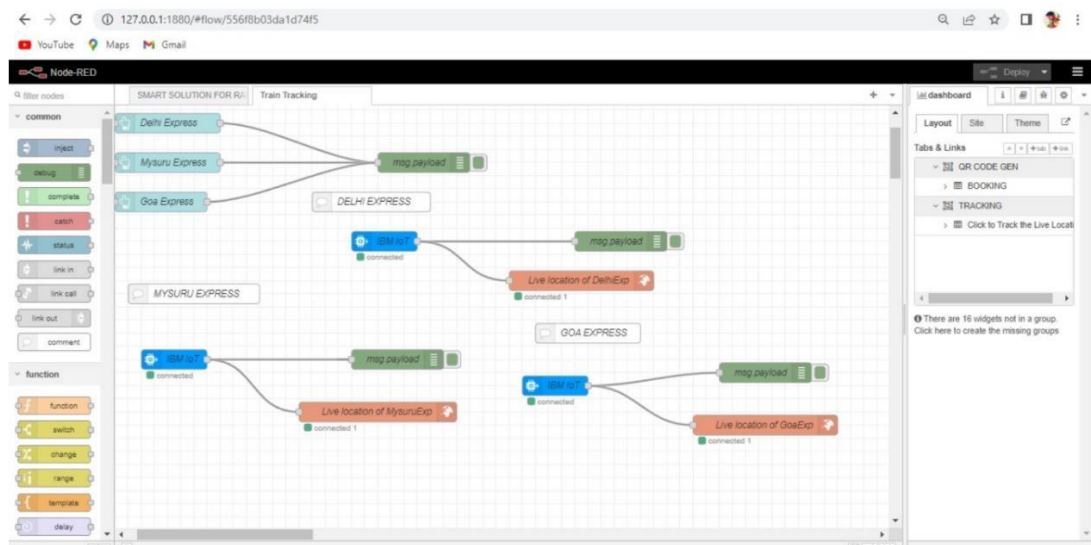 127.0.0.1:1880/#flow/556f8b03da1d74f5
YouTube Maps Gmail
Node-RED Deploy
filter nodes
SMART SOLUTION FOR RA Train Tracking
dashboard
common
inject
debug
complete
catch
status
link in
link call
link out
comment
function
function
switch
change
range
template
delay
Delhi Express
Mysuru Express
msg.payload
Goa Express
DELHI EXPRESS
IBM IoT
connected
msg.payload
Live location of DelhiExp
connected 1
MYSURU EXPRESS
GOA EXPRESS
IBM IoT
connected
msg.payload
Live location of MysuruExp
connected 1
IBM IoT
connected
msg.payload
Live location of GoaExp
connected 1
Layout Site Theme
Tabs & Links
+tab +link
QR CODE GEN
BOOKING
TRACKING
Click to Track the Live Locati
There are 16 widgets not in a group.
Click here to create the missing groups